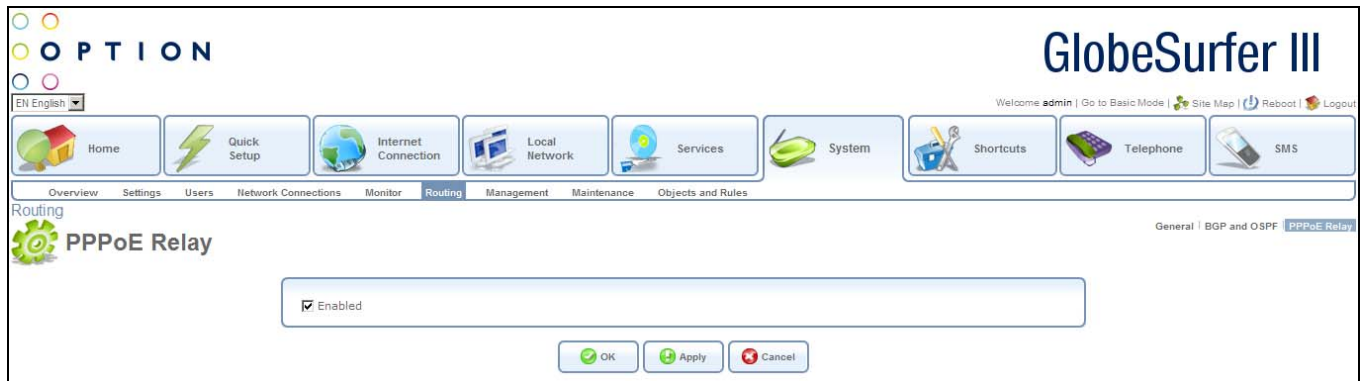 OPTION
GlobeSurfer III
EN English
Welcome admin | Go to Basic Mode | Site Map | Reboot | Logout
Home
Quick Setup
Internet Connection
Local Network
Services
System
Shortcuts
Telephone
SMS
Overview Settings Users Network Connections Monitor Routing Management Maintenance Objects and Rules
Routing
General | BGP and OSPF | PPPoE Relay
PPPoE Relay
Enabled
OK Apply Cancel